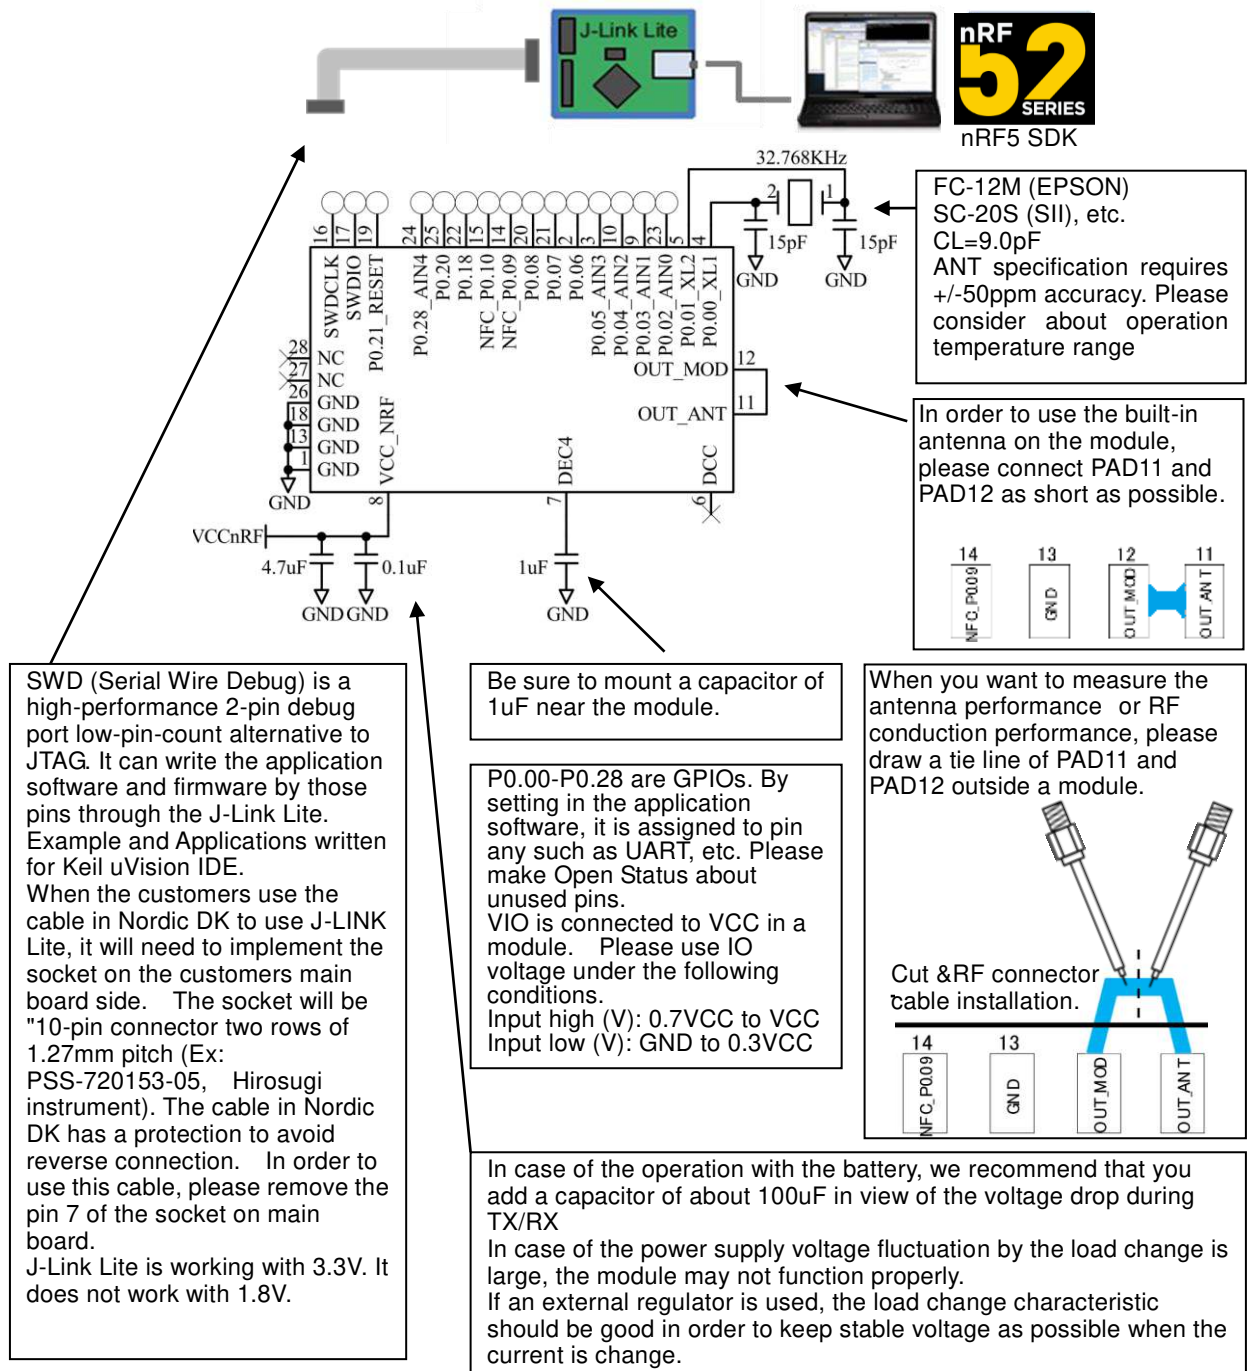 J-Link Lite
nRF
52
SERIES
nRF5 SDK
32.768KHz
2
1
15pF
15pF
GND
GND
FC-12M (EPSON)
SC-20S (SII), etc.
CL=9.0pF
ANT specification requires
+/-50ppm accuracy. Please
consider about operation
temperature range
16
17
19
24
25
22
15
14
20
21
2
3
10
9
23
5
4
SWDCLK
SWDIO
P0.21_RESET
P0.28_AIN4
P0.20
P0.18
NFC_P0.10
NFC_P0.09
P0.08
P0.07
P0.06
P0.05_AIN3
P0.04_AIN2
P0.03_AIN1
P0.02_AIN0
P0.01_XL2
P0.00_XL1
28 NC
27 NC
26 GND
18 GND
13 GND
1 GND
GND
OUT_MOD 12
OUT_ANT 11
VCC_NRF
8
DEC4
7
DCC
6
VCCnRF
4.7uF
0.1uF
1uF
GND
GND
GND
In order to use the built-in
antenna on the module,
please connect PAD11 and
PAD12 as short as possible.
14 13 12 11
NFC_P0.09
GND
OUT_MOD
OUT_ANT
SWD (Serial Wire Debug) is a
high-performance 2-pin debug
port low-pin-count alternative to
JTAG. It can write the application
software and firmware by those
pins through the J-Link Lite.
Example and Applications written
for Keil uVision IDE.
When the customers use the
cable in Nordic DK to use J-LINK
Lite, it will need to implement the
socket on the customers main
board side. The socket will be
"10-pin connector two rows of
1.27mm pitch (Ex:
PSS-720153-05, Hirosugi
instrument). The cable in Nordic
DK has a protection to avoid
reverse connection. In order to
use this cable, please remove the
pin 7 of the socket on main
board.
J-Link Lite is working with 3.3V. It
does not work with 1.8V.
Be sure to mount a capacitor of
1uF near the module.
P0.00-P0.28 are GPIOs. By
setting in the application
software, it is assigned to pin
any such as UART, etc. Please
make Open Status about
unused pins.
VIO is connected to VCC in a
module. Please use IO
voltage under the following
conditions.
Input high (V): 0.7VCC to VCC
Input low (V): GND to 0.3VCC
When you want to measure the
antenna performance or RF
conduction performance, please
draw a tie line of PAD11 and
PAD12 outside a module.
Cut &RF connector
cable installation.
14 13
NFC_P0.09
GND
OUT_MOD
OUT_ANT
In case of the operation with the battery, we recommend that you
add a capacitor of about 100uF in view of the voltage drop during
TX/RX
In case of the power supply voltage fluctuation by the load change is
large, the module may not function properly.
If an external regulator is used, the load change characteristic
should be good in order to keep stable voltage as possible when the
current is change.